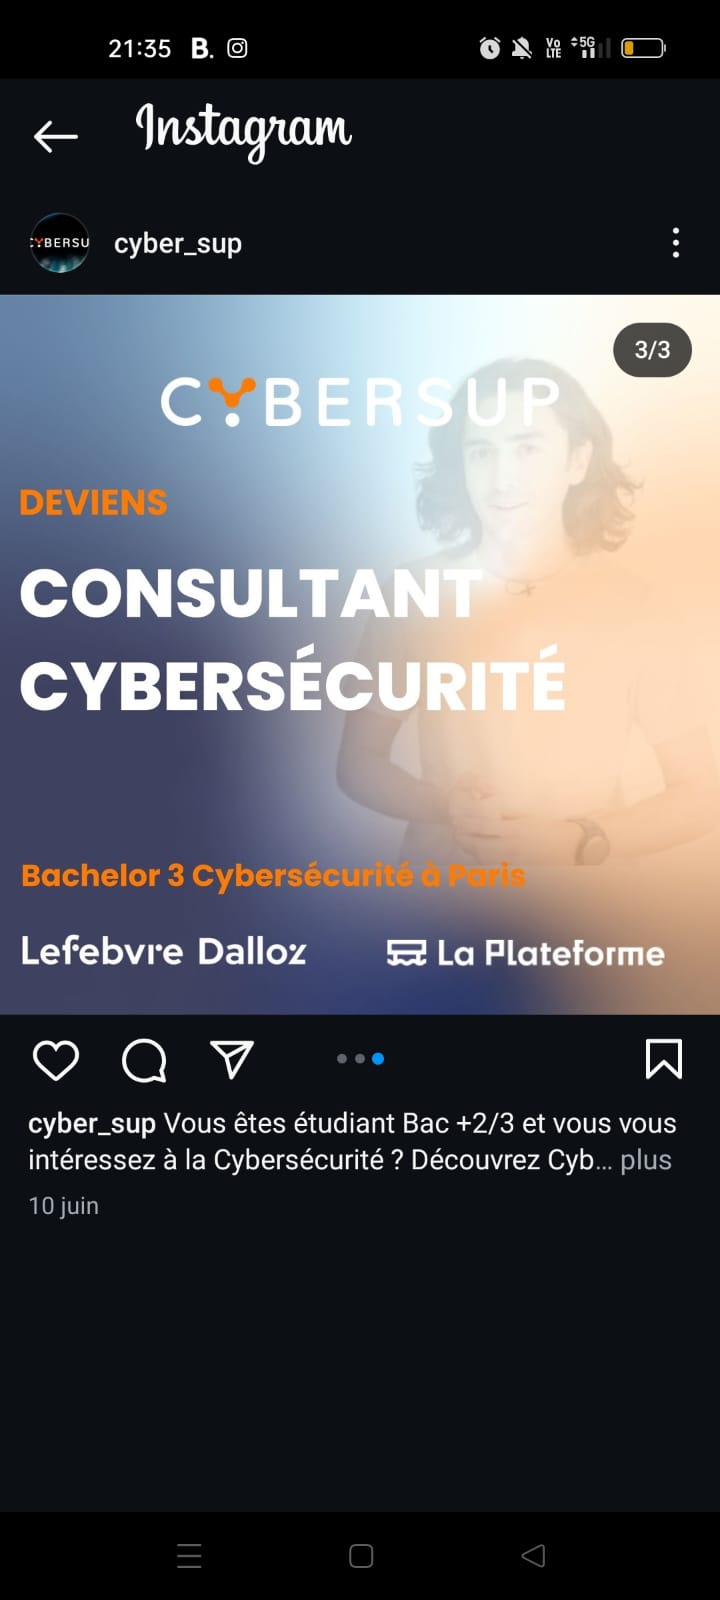 21:35 B. Vo LTE 5G
Instagram
CYBERSU
cyber_sup
3/3
CYBERSUP
DEVIENS
CONSULTANT
CYBERSÉCURITÉ
Bachelor 3 Cybersécurité à Paris
Lefebvre Dalloz La Plateforme
cyber_sup Vous êtes étudiant Bac +2/3 et vous vous
intéressez à la Cybersécurité ? Découvrez Cyb... plus
10 juin